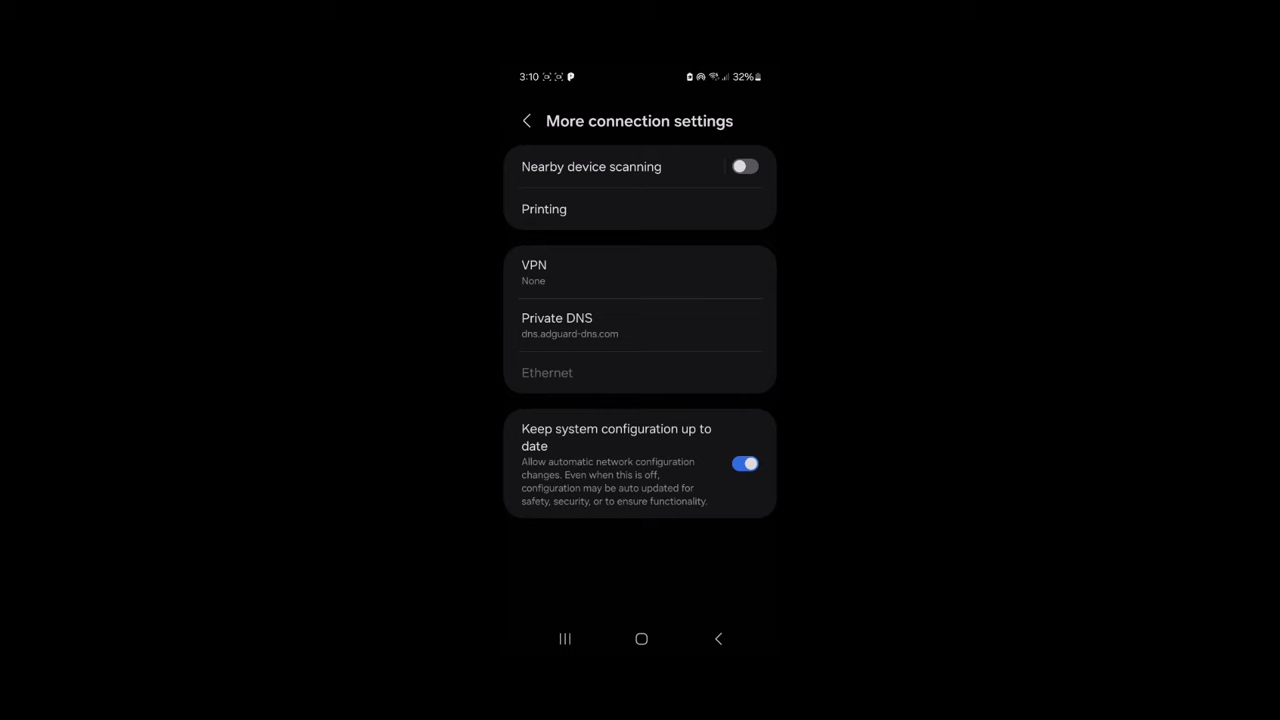 3:10 32%
More connection settings
Nearby device scanning
Printing
VPN
None
Private DNS
dns.adguard-dns.com
Ethernet
Keep system configuration up to
date
Allow automatic network configuration
changes. Even when this is off,
configuration may be auto updated for
safety, security, or to ensure functionality.